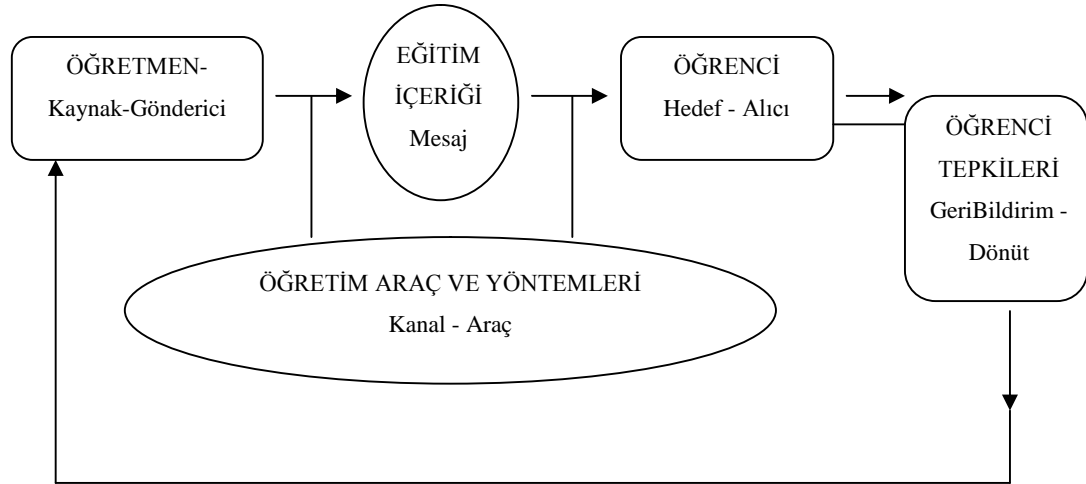 ÖĞRETMEN-
Kaynak-Gönderici
EĞİTİM
İÇERİĞİ
Mesaj
ÖĞRENCİ
Hedef - Alıcı
ÖĞRENCİ
TEPKİLERİ
GeriBildirim -
Dönüt
ÖĞRETİM ARAÇ VE YÖNTEMLERİ
Kanal - Araç